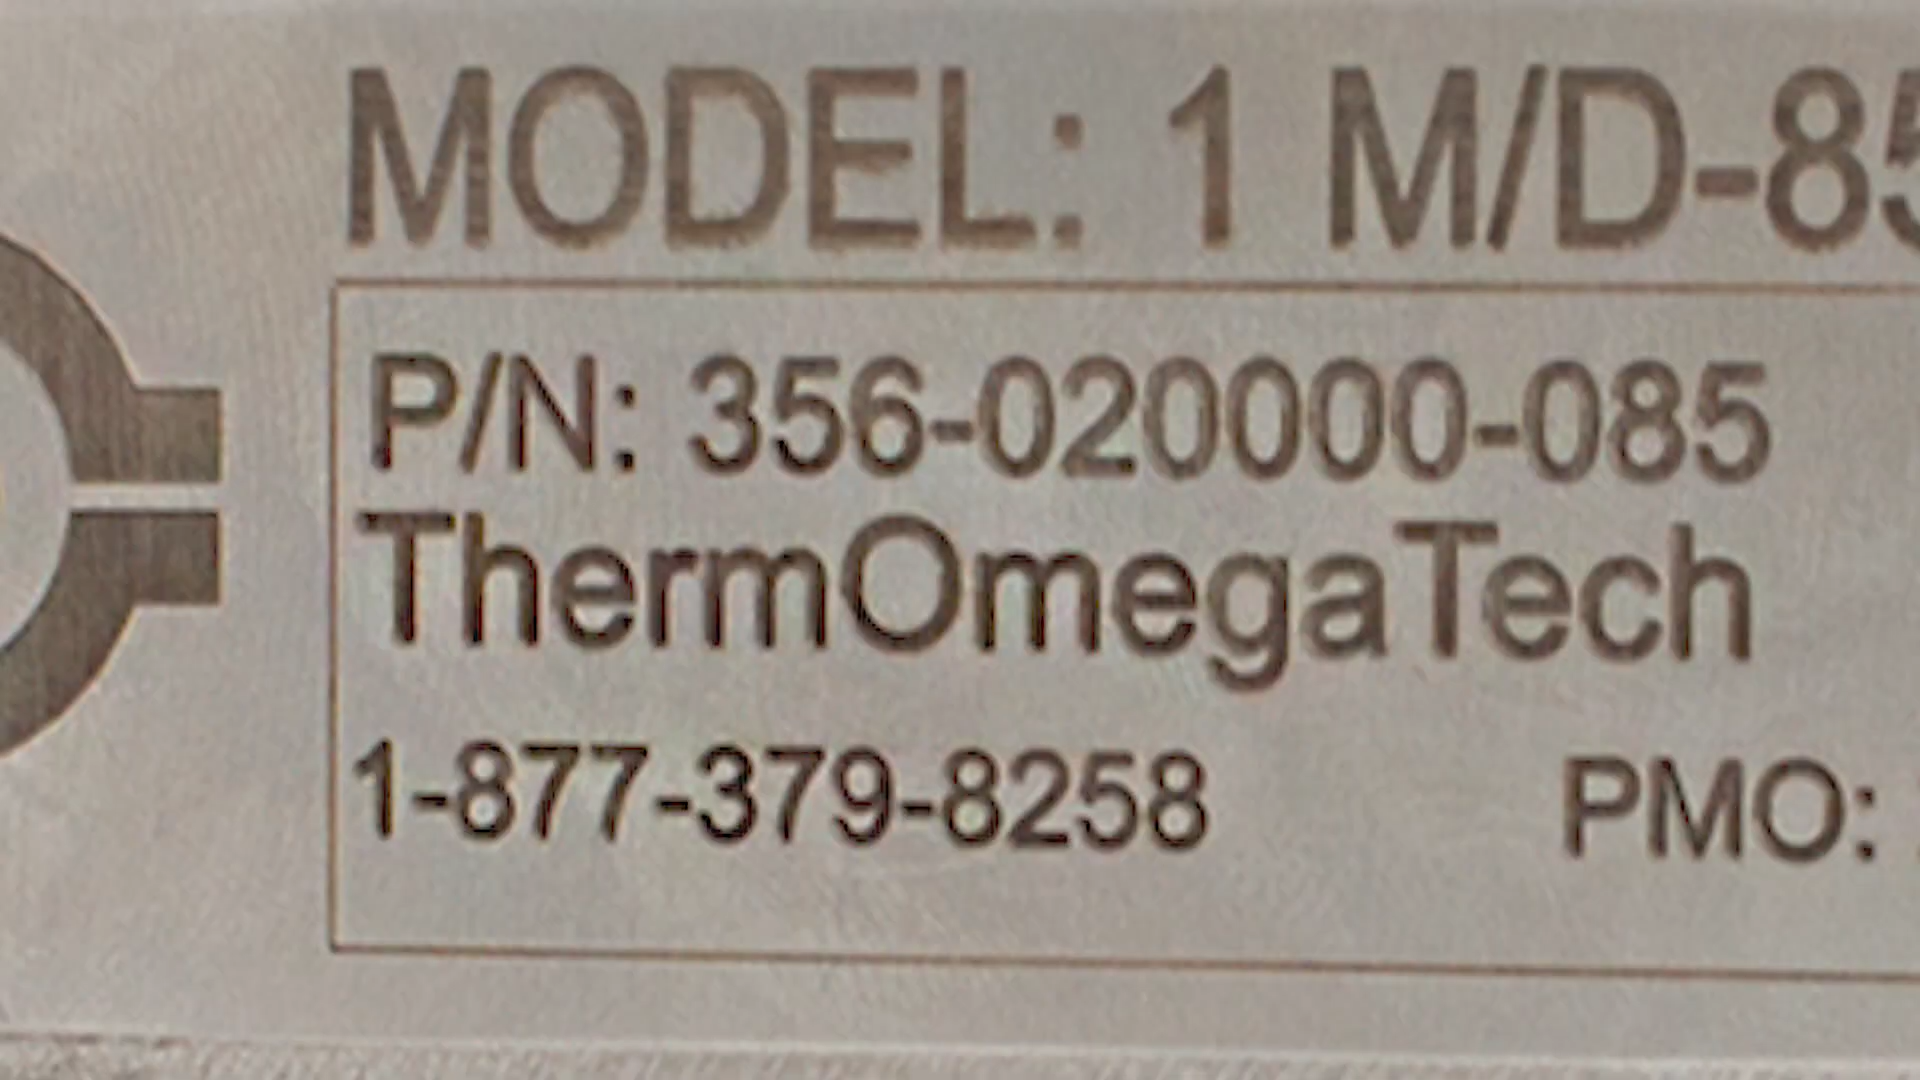 MODEL: 1 M/D-85
P/N: 356-020000-085
ThermOmegaTech
1-877-379-8258
PMO: